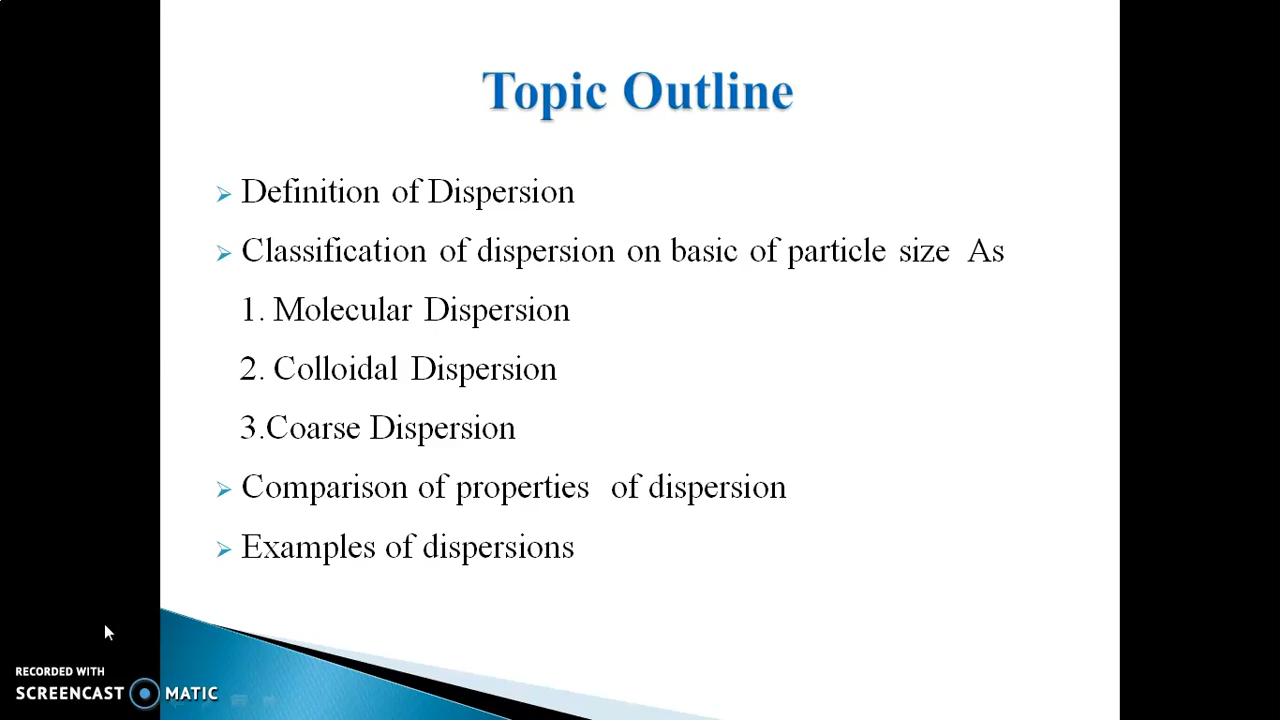 Topic Outline
Definition of Dispersion
Classification of dispersion on basic of particle size As
1. Molecular Dispersion
2. Colloidal Dispersion
3.Coarse Dispersion
Comparison of properties of dispersion
Examples of dispersions
RECORDED WITH
SCREENCAST MATIC